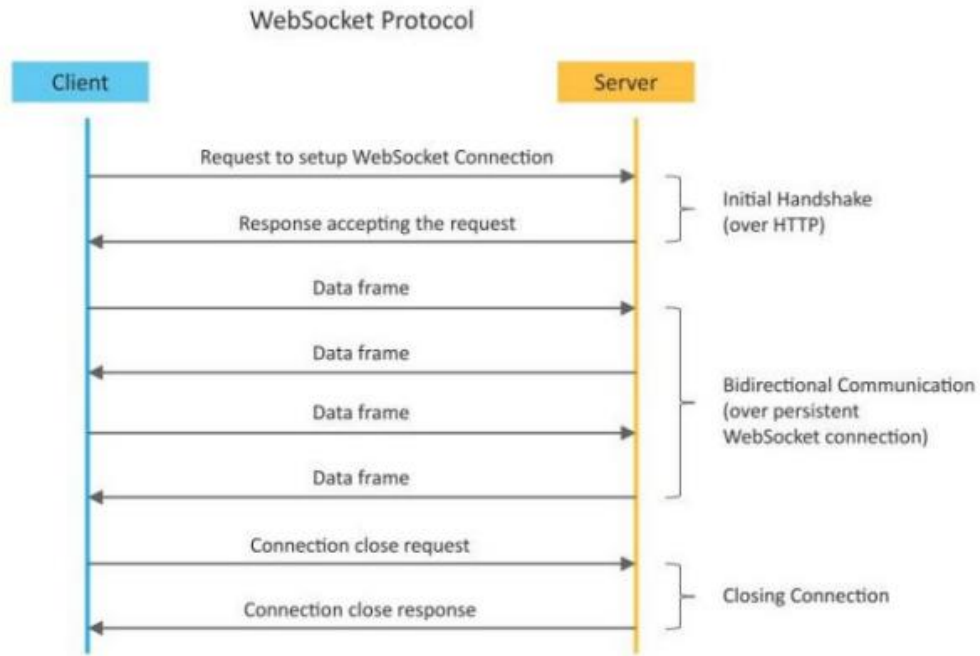 WebSocket Protocol
Client
Server
Request to setup WebSocket Connection
Response accepting the request
Initial Handshake
(over HTTP)
Data frame
Data frame
Data frame
Data frame
Bidirectional Communication
(over persistent
WebSocket connection)
Connection close request
Connection close response
Closing Connection